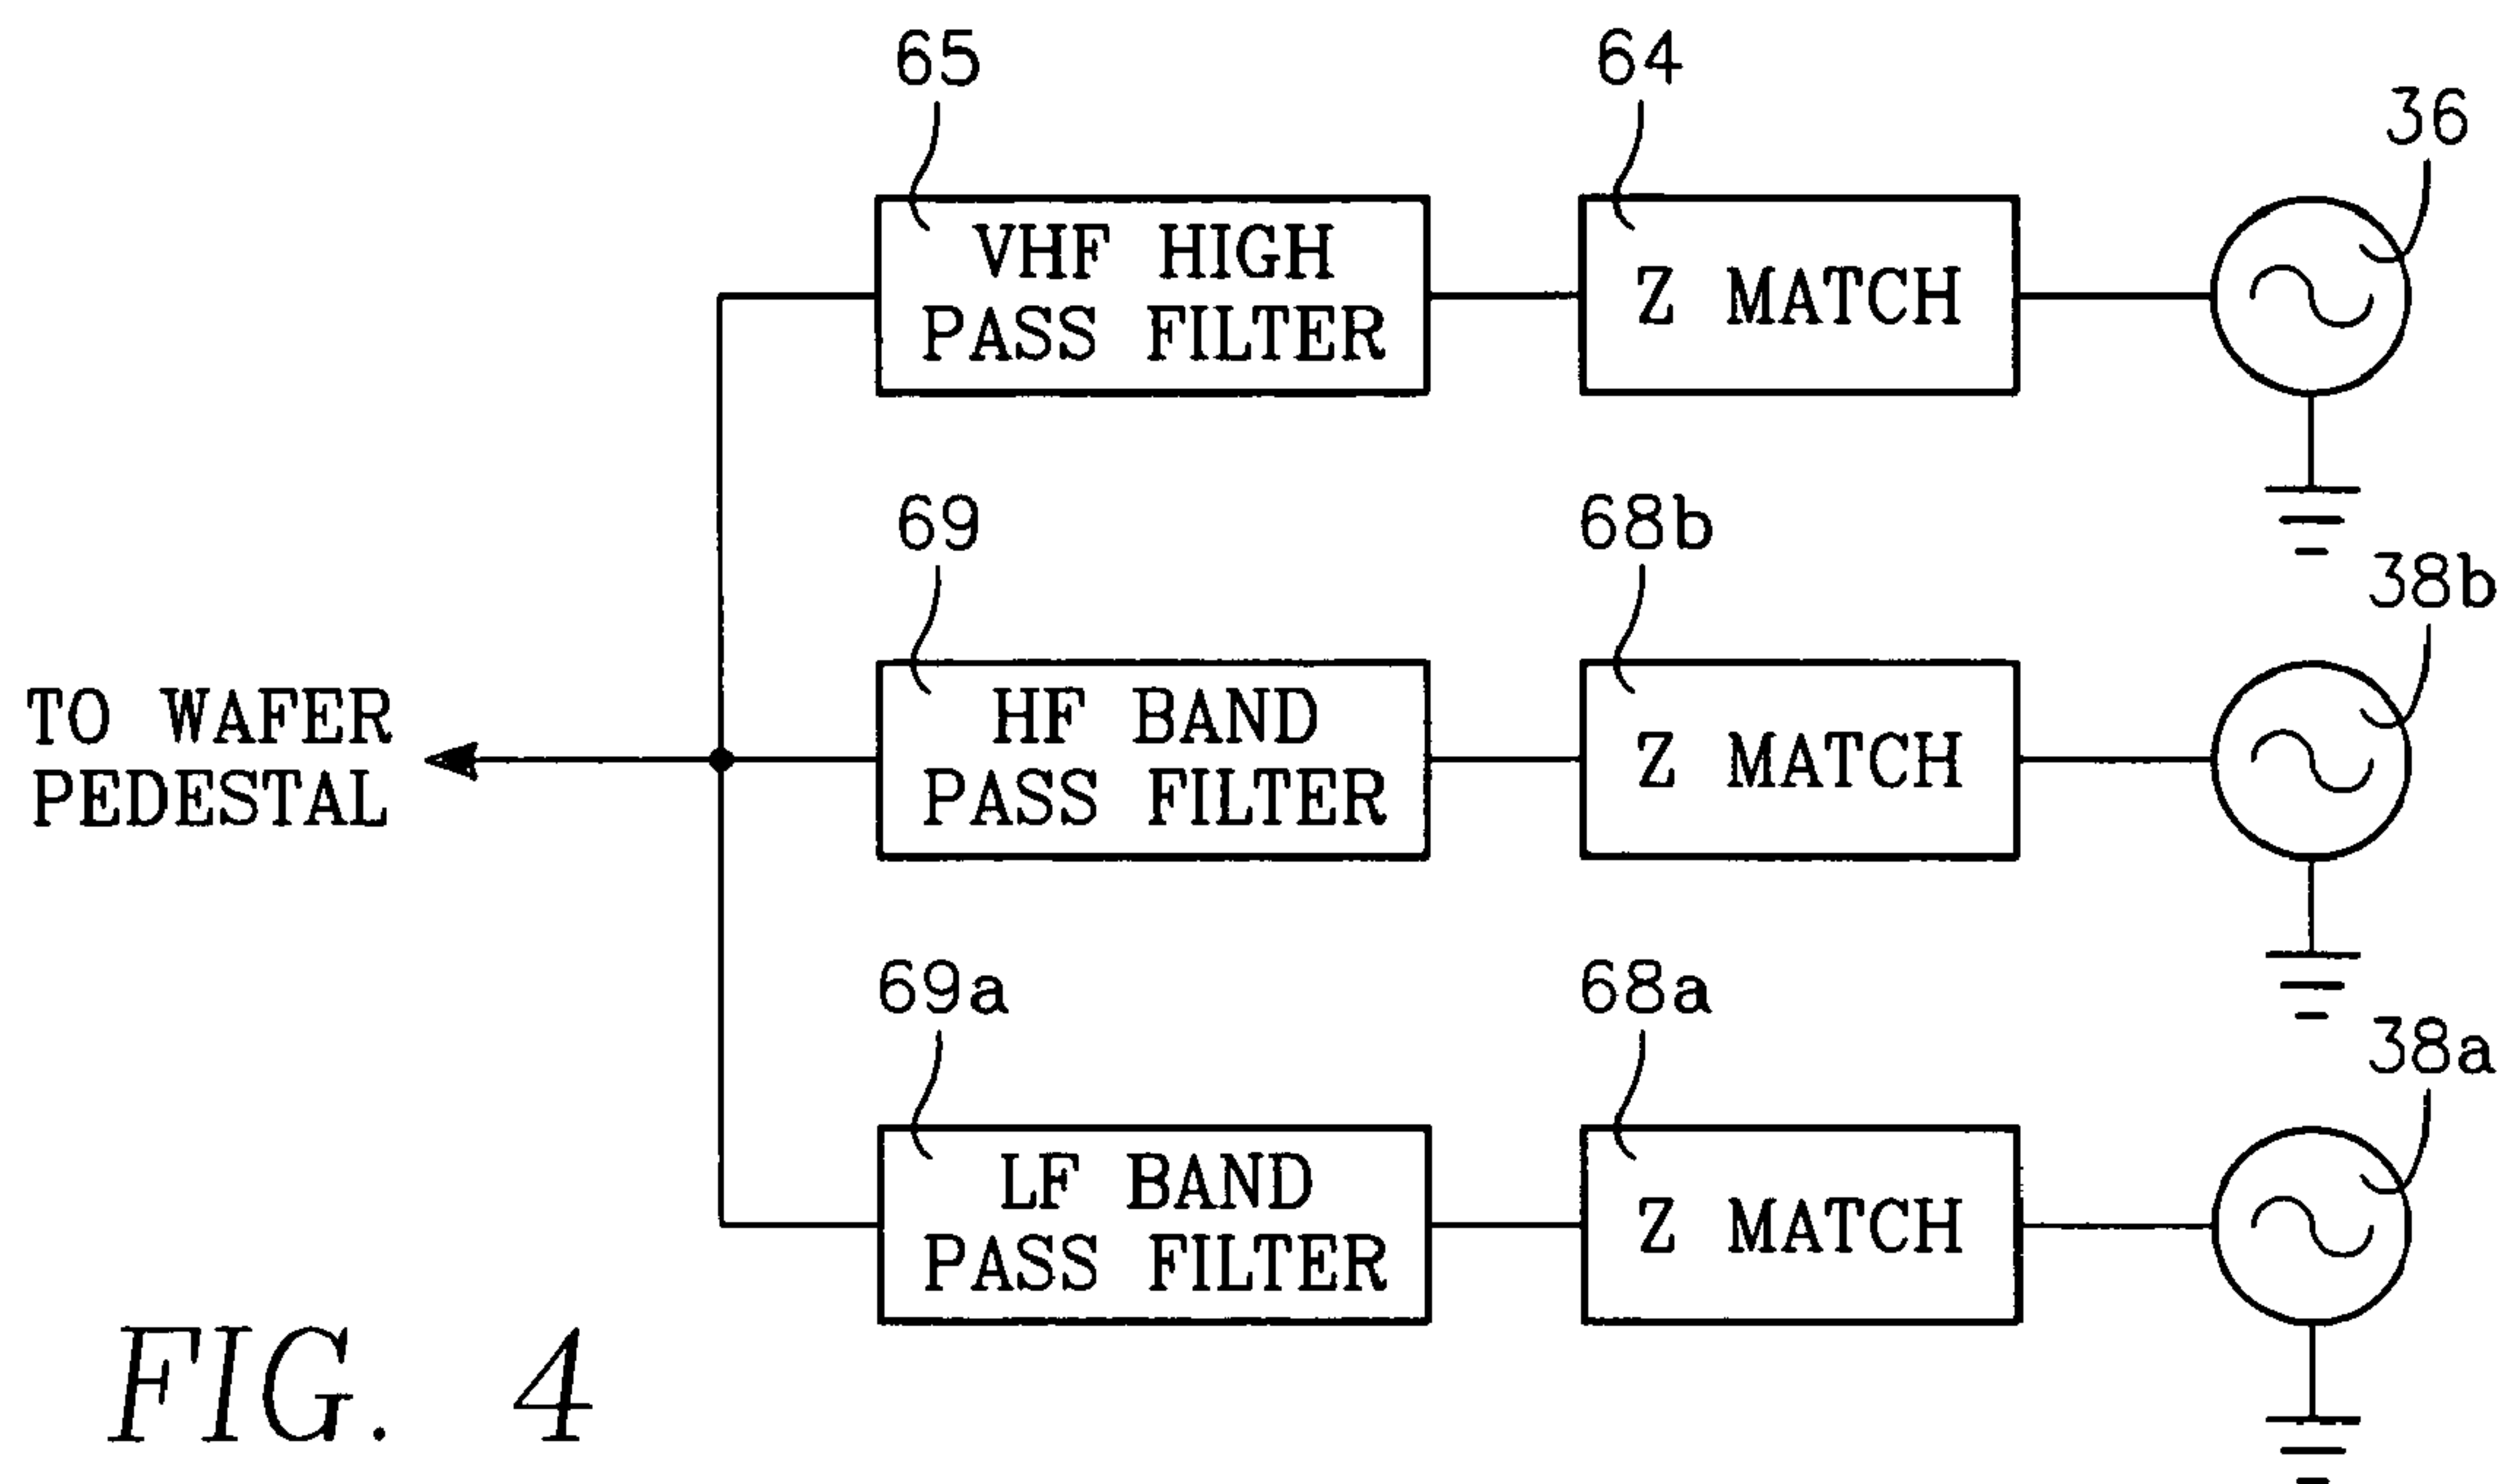 65
64
36
VHF HIGH
PASS FILTER
Z MATCH
69
68b
38b
TO WAFER
PEDESTAL
HF BAND
PASS FILTER
Z MATCH
69a
68a
38a
LF BAND
PASS FILTER
Z MATCH
FIG. 4